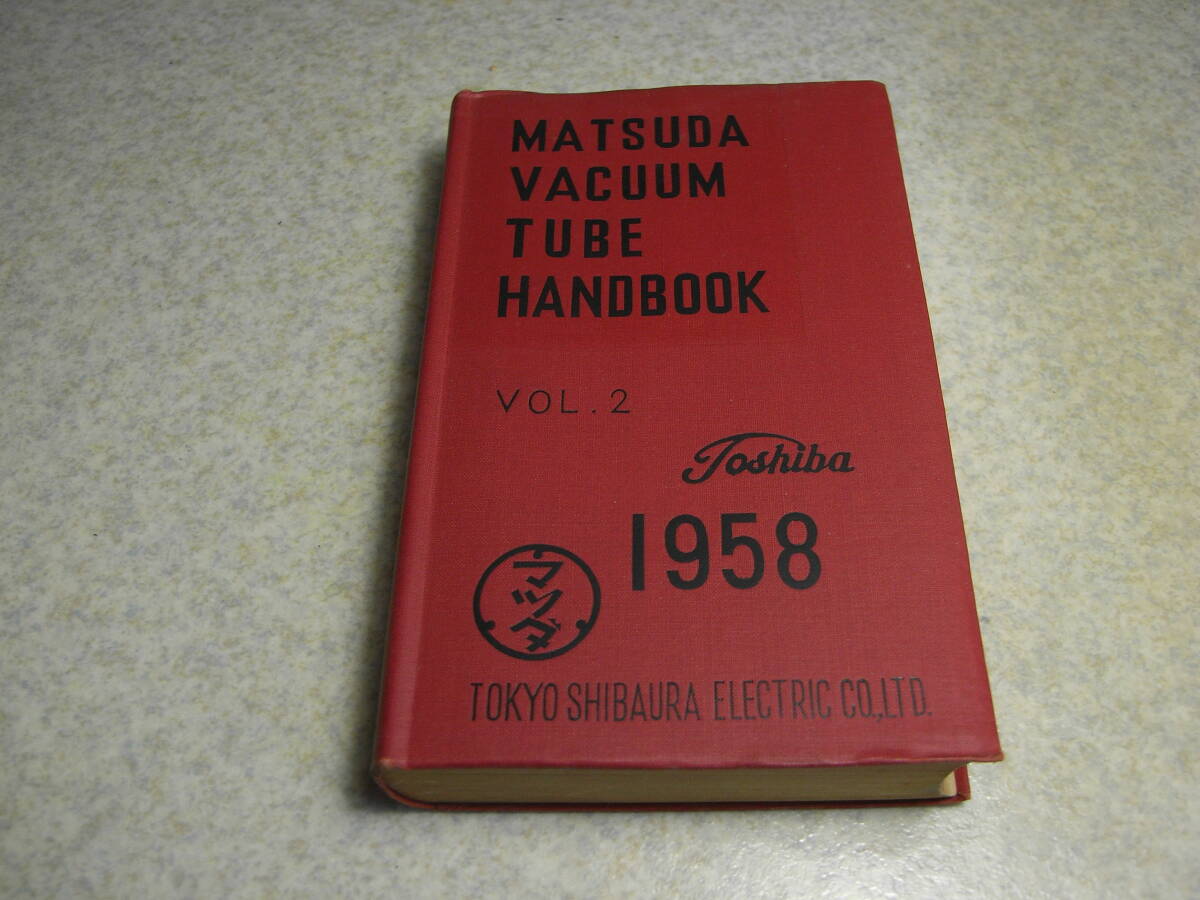 MATSUDA
VACUUM
TUBE
HANDBOOK
VOL. 2
Toshiba
1958
マツダ
TOKYO SHIBAURA ELECTRIC CO.,LTD.